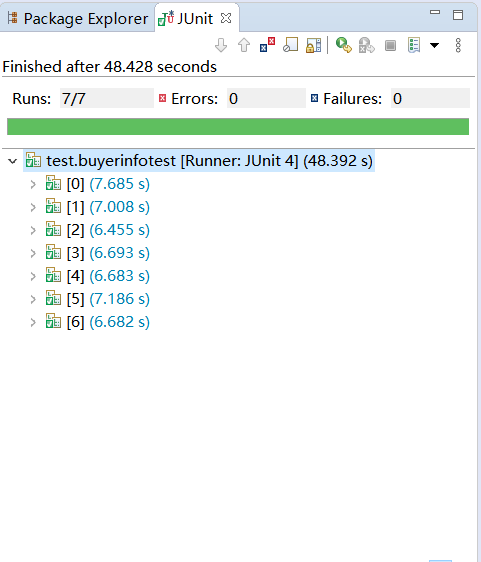 Package Explorer JUnit
Finished after 48.428 seconds
Runs: 7/7 Errors: 0 Failures: 0
test.buyerinfotest [Runner: JUnit 4] (48.392 s)
[0] (7.685 s)
[1] (7.008 s)
[2] (6.455 s)
[3] (6.693 s)
[4] (6.683 s)
[5] (7.186 s)
[6] (6.682 s)